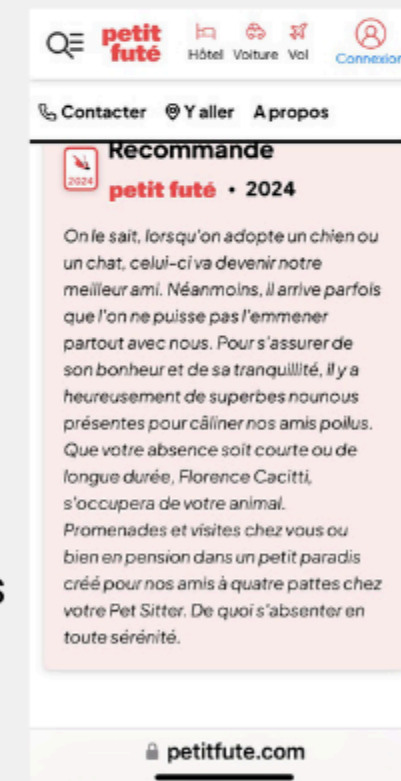 petit
futé
Hôtel Voiture Vol
Connexion
Contacter Y aller A propos
Recommandé
2024
petit futé • 2024
On le sait, lorsqu'on adopte un chien ou
un chat, celui-ci va devenir notre
meilleur ami. Néanmoins, il arrive parfois
que l'on ne puisse pas l'emmener
partout avec nous. Pour s'assurer de
son bonheur et de sa tranquillité, il y a
heureusement de superbes nounous
présentes pour câliner nos amis poilus.
Que votre absence soit courte ou de
longue durée, Florence Cacitti,
s'occupera de votre animal.
Promenades et visites chez vous ou
bien en pension dans un petit paradis
créé pour nos amis à quatre pattes chez
votre Pet Sitter. De quoi s'absenter en
toute sérénité.
s
petitfute.com